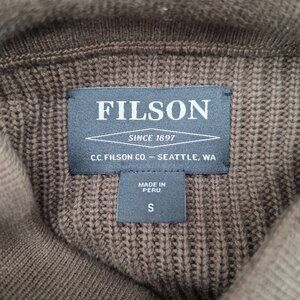 FILSON
SINCE 1897
C.C. FILSON CO. – SEATTLE, WA
MADE IN
PERU
S